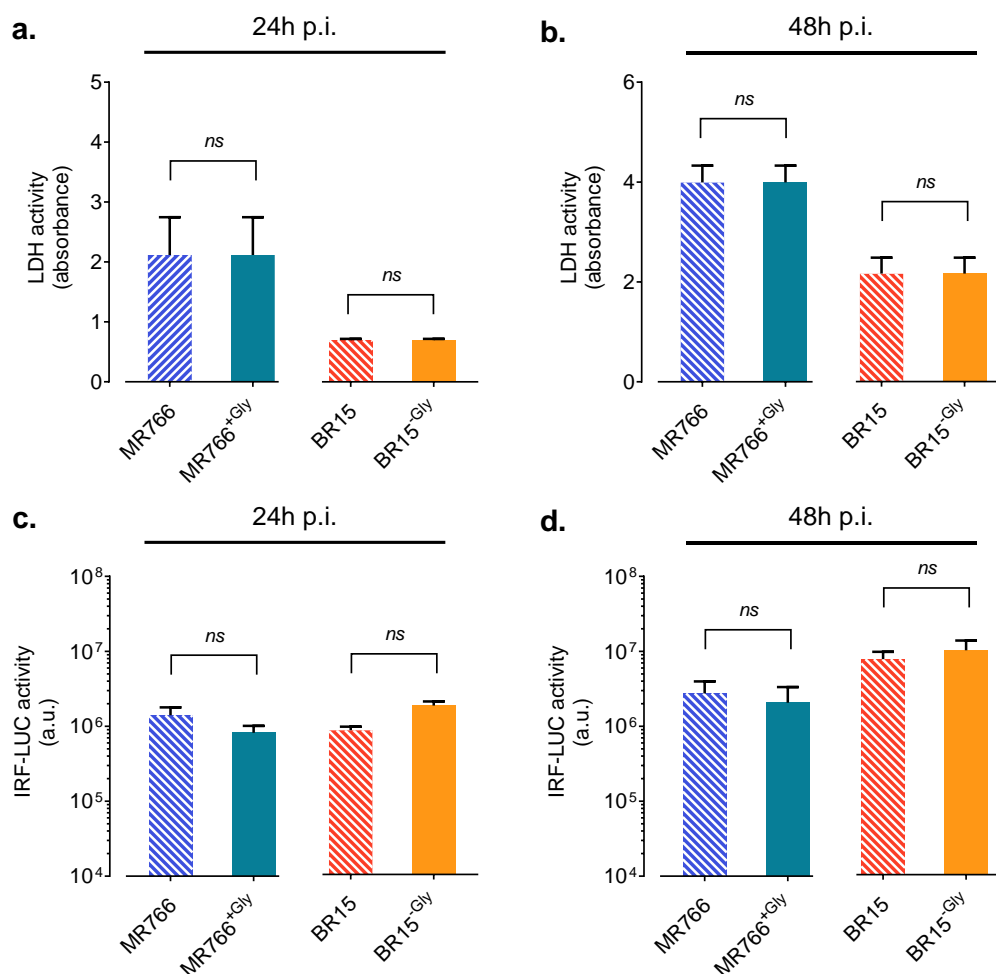 a.
24h p.i.
LDH activity
(absorbance)
5
4
3
2
1
0
ns
ns
MR766
MR766+Gly
BR15
BR15-Gly
b.
48h p.i.
LDH activity
(absorbance)
6
4
2
0
ns
ns
MR766
MR766+Gly
BR15
BR15-Gly
c.
24h p.i.
IRF-LUC activity
(a.u.)
10⁸
10⁷
10⁶
10⁵
10⁴
ns
ns
MR766
MR766+Gly
BR15
BR15-Gly
d.
48h p.i.
IRF-LUC activity
(a.u.)
10⁸
10⁷
10⁶
10⁵
10⁴
ns
ns
MR766
MR766+Gly
BR15
BR15-Gly